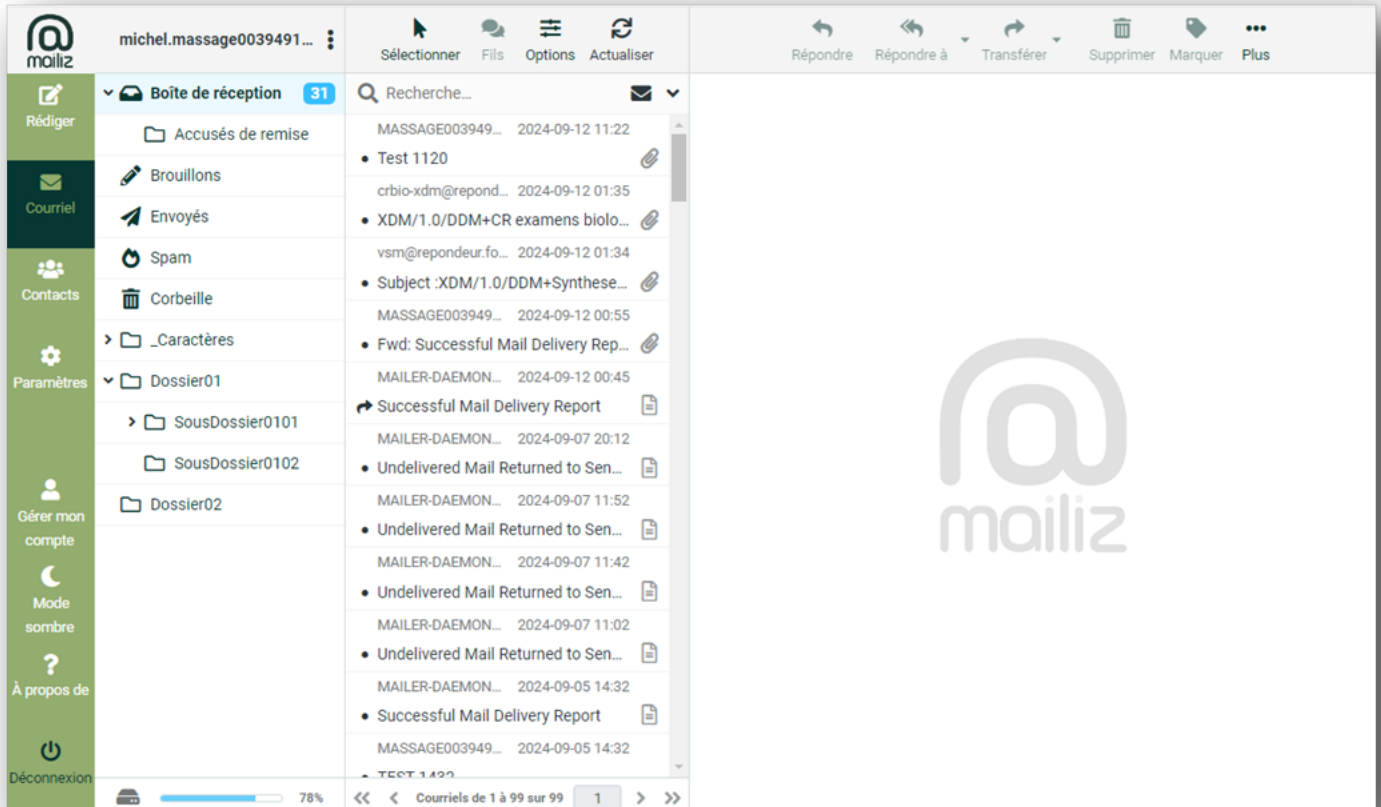 mailiz
michel.massage0039491...
Sélectionner Fils Options Actualiser
Répondre Répondre à Transférer Supprimer Marquer Plus
Rédiger
Courriel
Contacts
Paramètres
Gérer mon
compte
Mode
sombre
À propos de
Déconnexion
Boîte de réception 31
Accusés de remise
Brouillons
Envoyés
Spam
Corbeille
_Caractères
Dossier01
SousDossier0101
SousDossier0102
Dossier02
78%
Recherche...
MASSAGE003949... 2024-09-12 11:22
Test 1120
crbio-xdm@repond... 2024-09-12 01:35
XDM/1.0/DDM+CR examens biolo...
vsm@repondeur.fo... 2024-09-12 01:34
Subject :XDM/1.0/DDM+Synthese...
MASSAGE003949... 2024-09-12 00:55
Fwd: Successful Mail Delivery Rep...
MAILER-DAEMON... 2024-09-12 00:45
Successful Mail Delivery Report
MAILER-DAEMON... 2024-09-07 20:12
Undelivered Mail Returned to Sen...
MAILER-DAEMON... 2024-09-07 11:52
Undelivered Mail Returned to Sen...
MAILER-DAEMON... 2024-09-07 11:42
Undelivered Mail Returned to Sen...
MAILER-DAEMON... 2024-09-07 11:02
Undelivered Mail Returned to Sen...
MAILER-DAEMON... 2024-09-05 14:32
Successful Mail Delivery Report
MASSAGE003949... 2024-09-05 14:32
TEST 1432
Courriels de 1 à 99 sur 99 1
mailiz